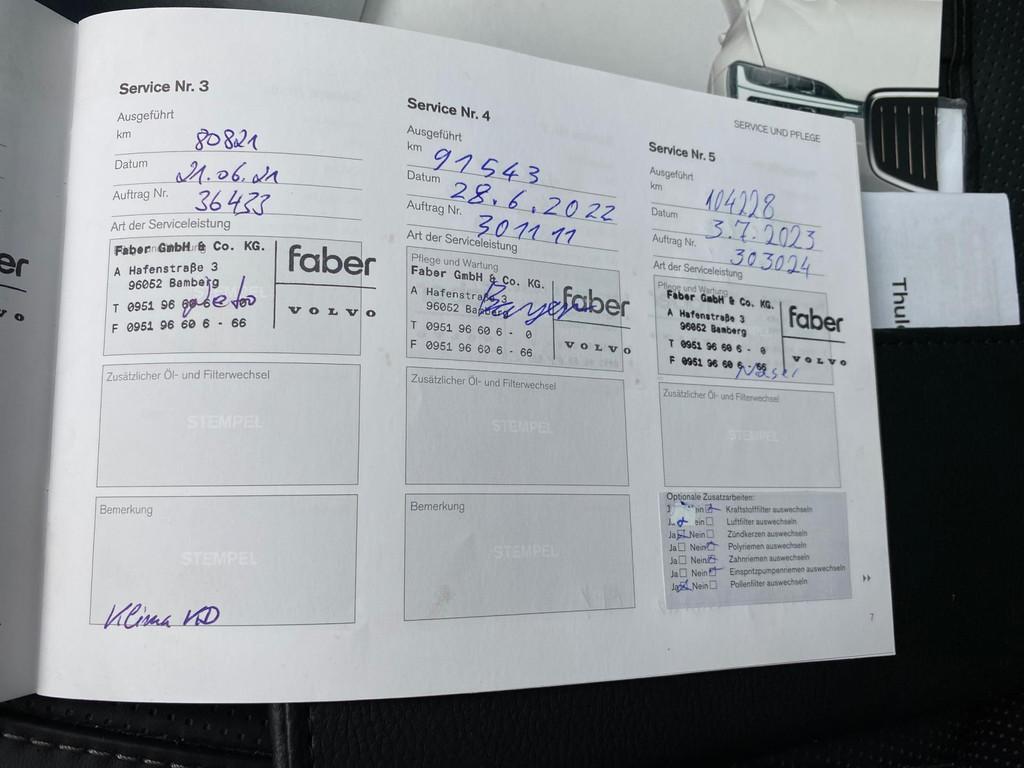 Service Nr. 3
Ausgeführt
km 80821
Datum 21.06.21
Auftrag Nr. 36433
Art der Serviceleistung
Faber GmbH & Co. KG.
A Hafenstraße 3
96052 Bamberg
T 0951 96 60 6 -
F 0951 96 60 6 - 66
faber
VOLVO
Zusätzlicher Öl- und Filterwechsel
STEMPEL
Bemerkung
STEMPEL
Klima KD
Service Nr. 4
Ausgeführt
km 91543
Datum 28.6.2022
Auftrag Nr. 301111
Art der Serviceleistung
Pflege und Wartung
Faber GmbH & Co. KG.
A Hafenstraße 3
96052 Bamberg
T 0951 96 60 6 - 0
F 0951 96 60 6 - 66
faber
VOLVO
Zusätzlicher Öl- und Filterwechsel
STEMPEL
Bemerkung
STEMPEL
SERVICE UND PFLEGE
Service Nr. 5
Ausgeführt
km 104228
Datum 3.7.2023
Auftrag Nr. 303024
Art der Serviceleistung
Pflege und Wartung
Faber GmbH & Co. KG.
A Hafenstraße 3
96052 Bamberg
T 0951 96 60 6 - 0
F 0951 96 60 6 - 66
faber
VOLVO
Zusätzlicher Öl- und Filterwechsel
STEMPEL
Optionale Zusatzarbeiten:
Kraftstoffilter auswechseln
Luftfilter auswechseln
Ja Nein Zündkerzen auswechseln
Ja Nein Polyriemen auswechseln
Ja Nein Zahnriemen auswechseln
Ja Nein Einspritzpumpenriemen auswechseln
Ja Nein Pollenfilter auswechseln
7